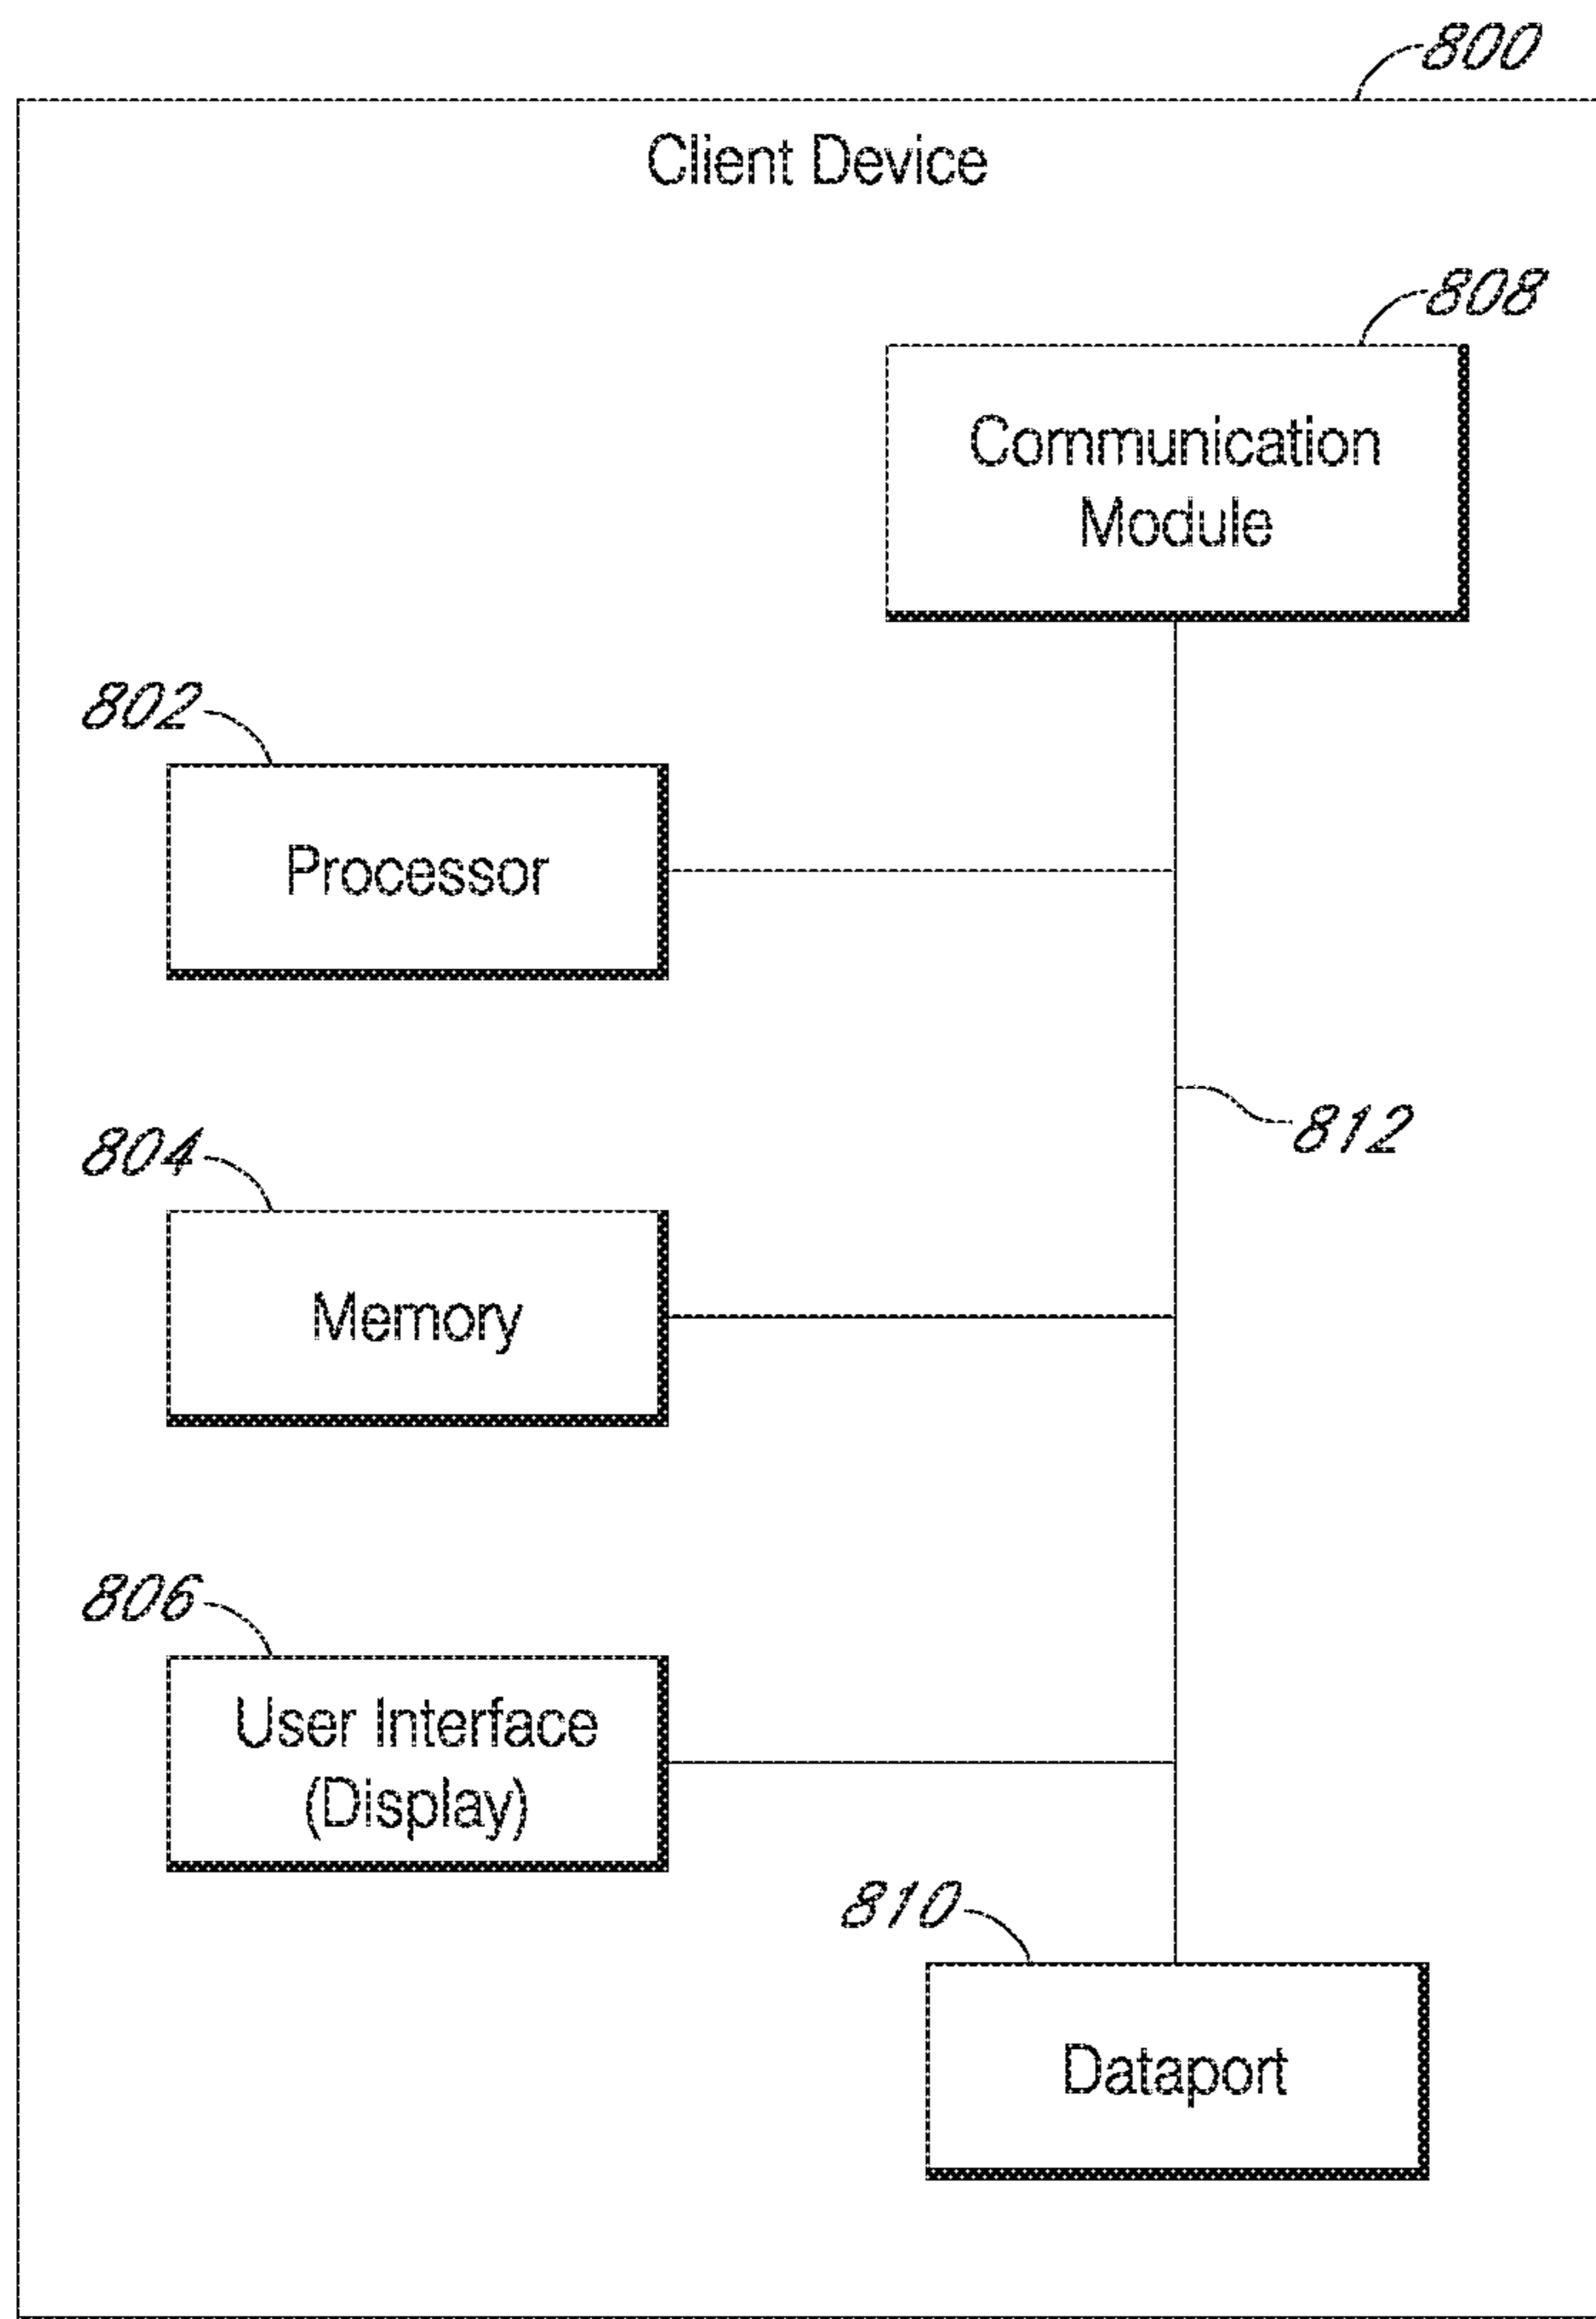 800
Client Device
808
Communication
Module
802
Processor
812
804
Memory
806
User Interface
(Display)
810
Dataport